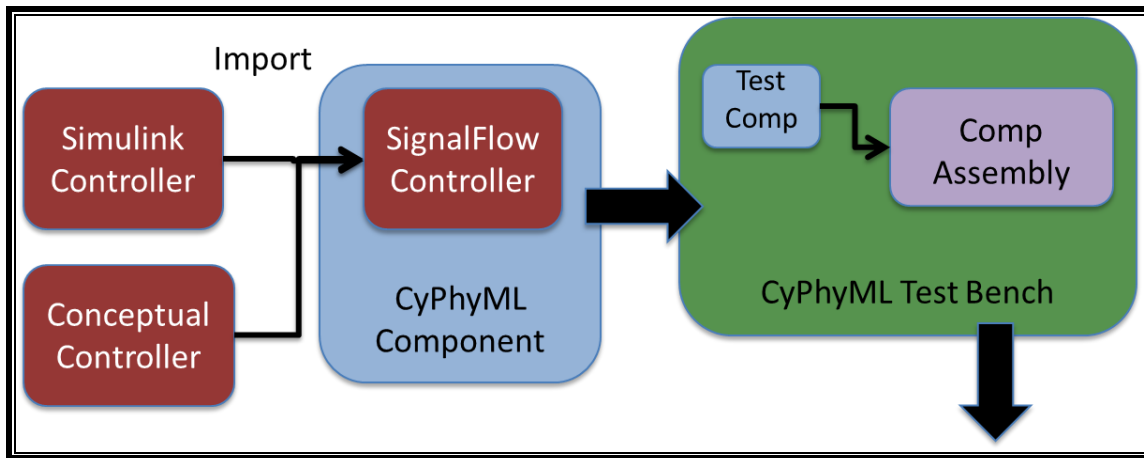 Import
Simulink
Controller
Conceptual
Controller
SignalFlow
Controller
CyPhyML
Component
Test
Comp
Comp
Assembly
CyPhyML Test Bench